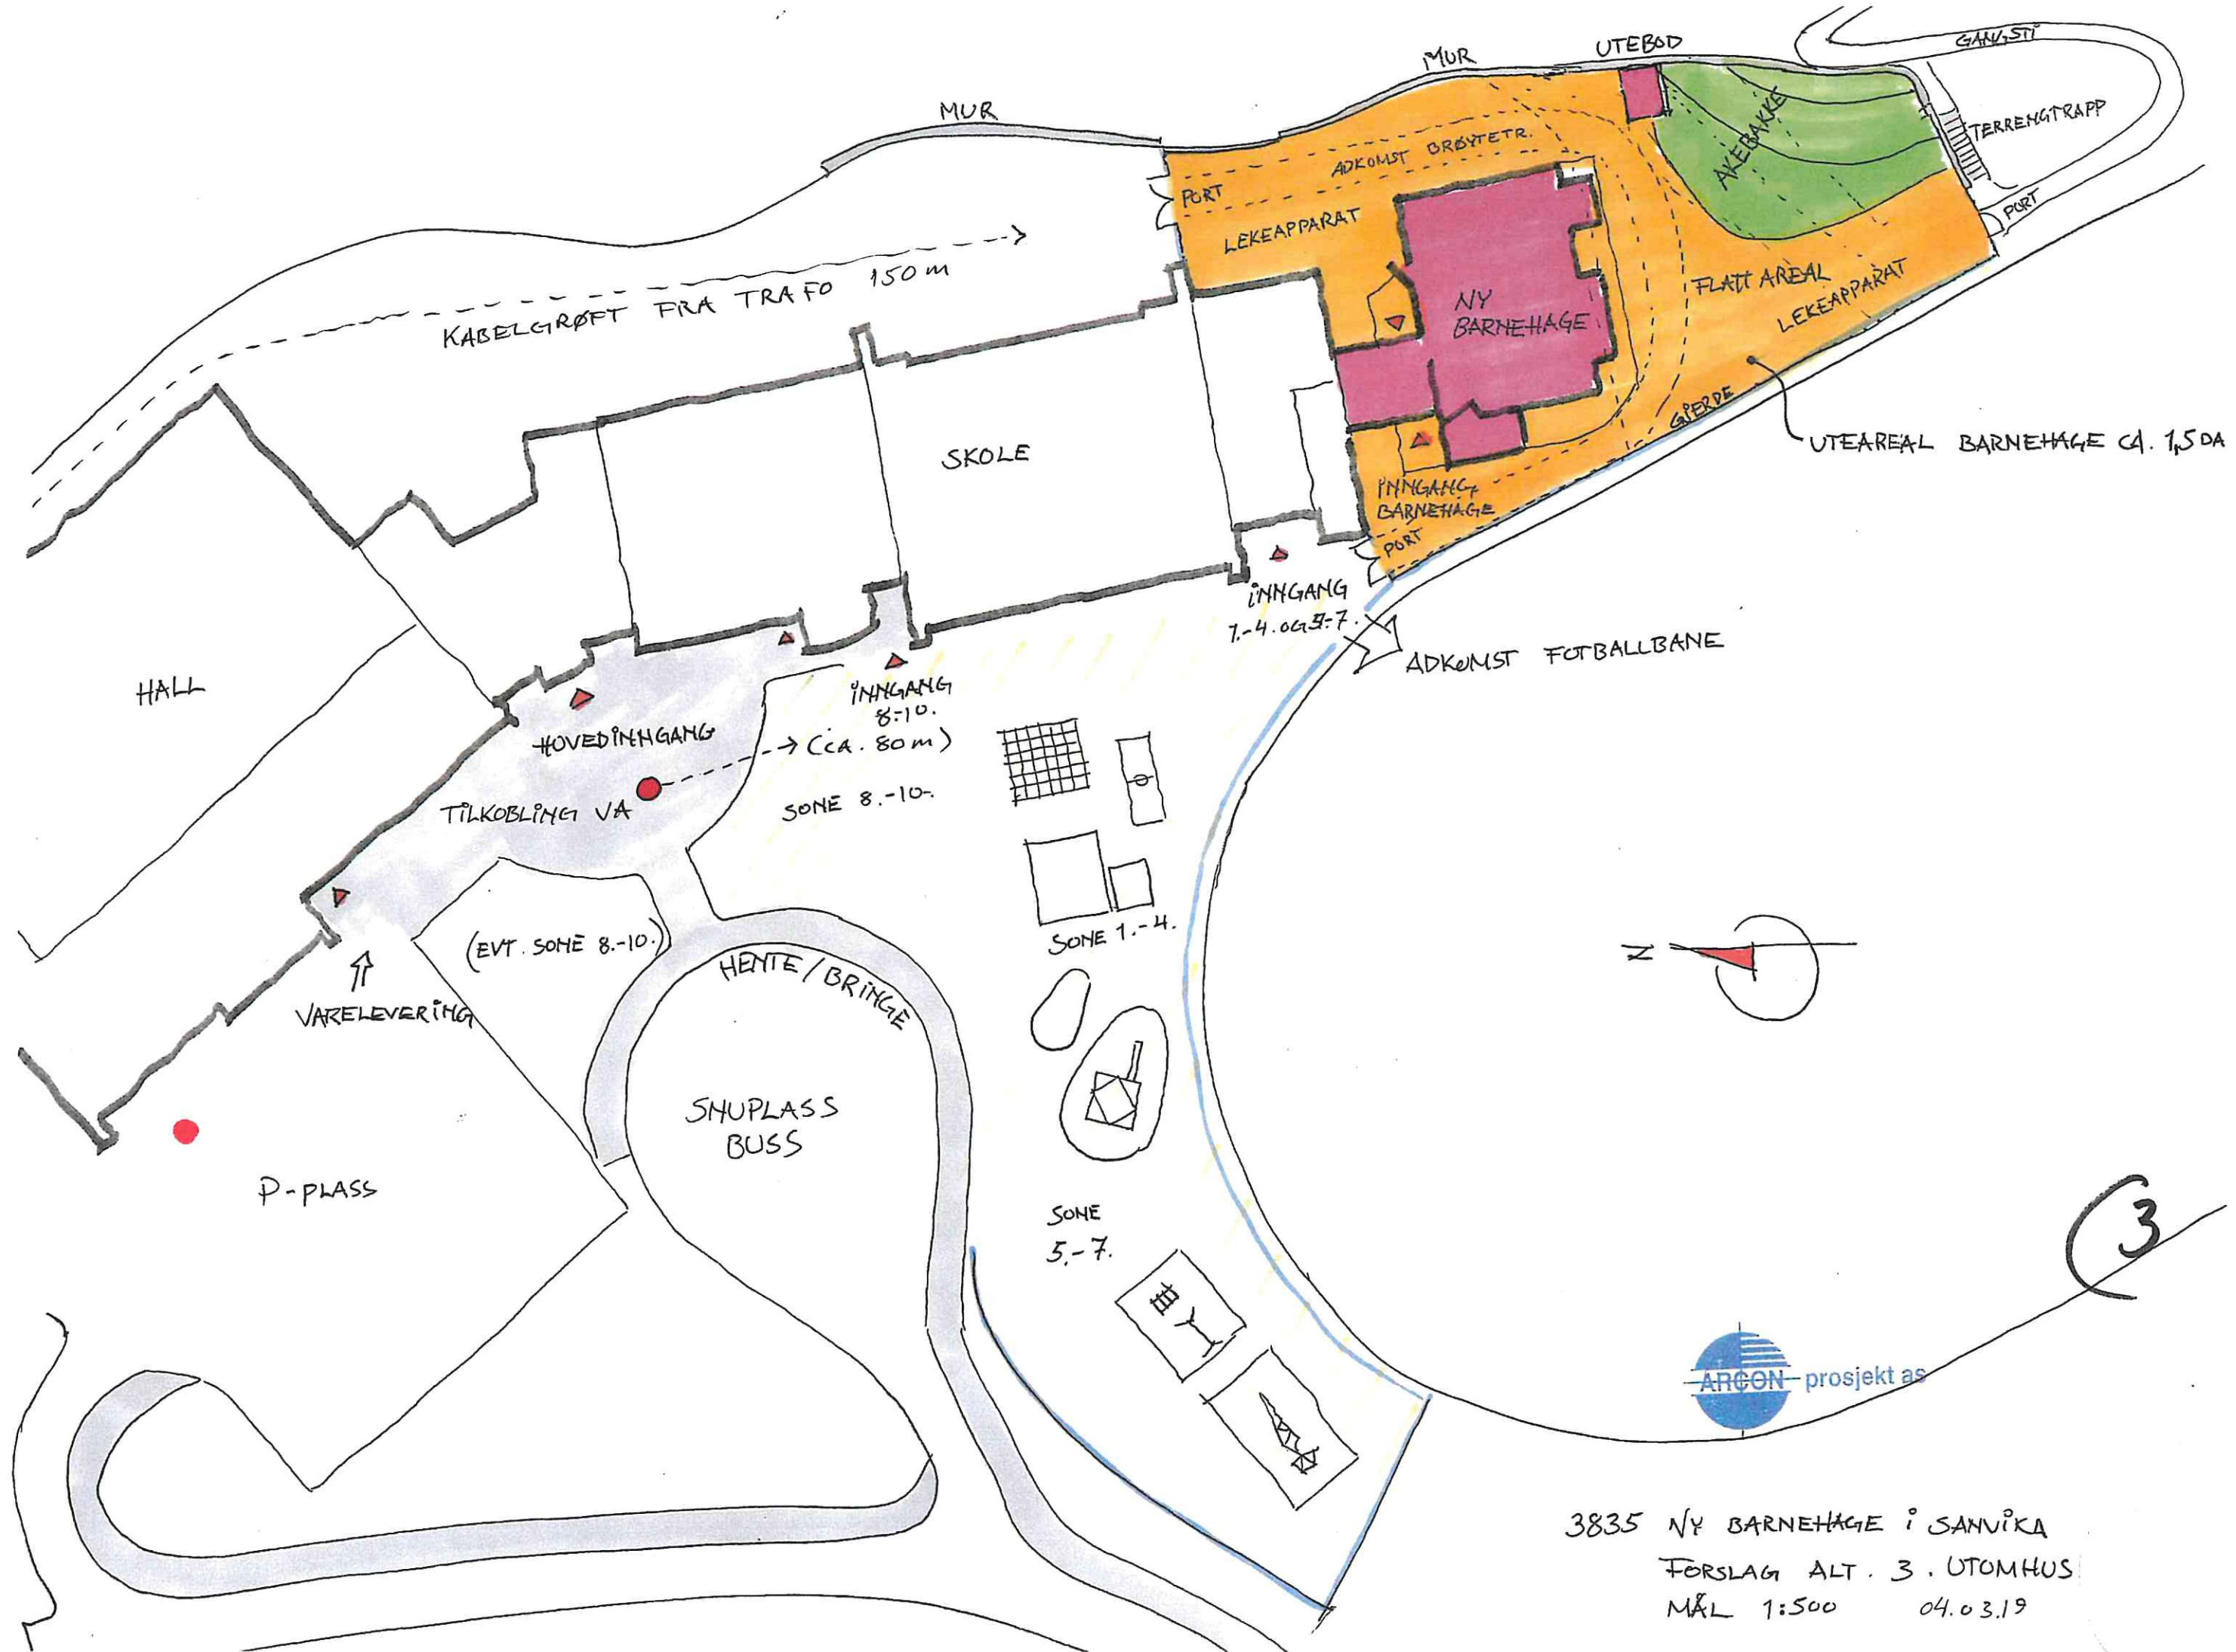 GANGSTI
UTEBOD
MUR
MUR
TERRENGTRAPP
AKEBAKKE
ADKOMST BRØYTETR.
PORT
PORT
LEKEAPPARAT
KABELGRØFT FRA TRAFO 150 m
NY
BARNEHAGE
FLATT AREAL
LEKEAPPARAT
GJERDE
UTEAREAL BARNEHAGE CA. 1,5 DA
SKOLE
INNGANG
BARNEHAGE
PORT
INNGANG
1.-4. OG 5.-7.
ADKOMST FOTBALLBANE
HALL
INNGANG
8-10.
HOVEDINNGANG
(CA. 80 m)
TILKOBLING VA
SONE 8.-10.
SONE 1.-4.
(EVT. SONE 8.-10.)
N
HENTE/BRINGE
VARELEVERING
SNUPLASS
BUSS
P-PLASS
SONE
5.-7.
3
ARCON prosjekt as
3835 NY BARNEHAGE i SANVIKA
FORSLAG ALT. 3. UTOMHUS
MÅL 1:500 04.03.19